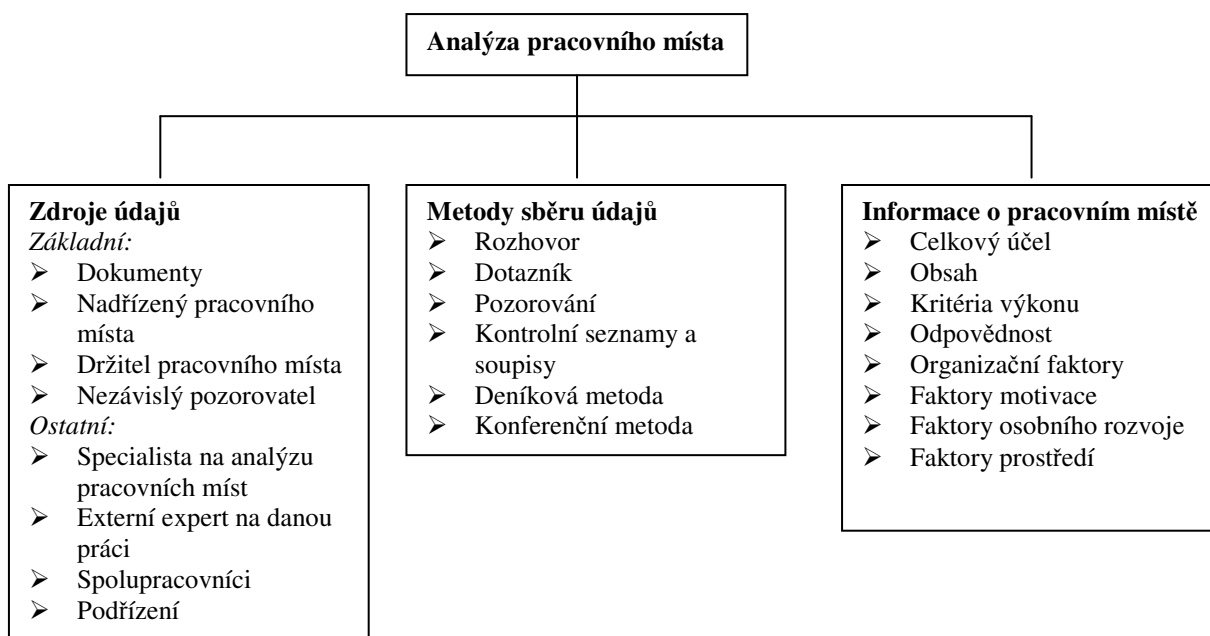 Analýza pracovního místa
Zdroje údajů
Základní:
➢ Dokumenty
➢ Nadřízený pracovního
místa
➢ Držitel pracovního místa
➢ Nezávislý pozorovatel
Ostatní:
➢ Specialista na analýzu
pracovních míst
➢ Externí expert na danou
práci
➢ Spolupracovníci
➢ Podřízení
Metody sběru údajů
➢ Rozhovor
➢ Dotazník
➢ Pozorování
➢ Kontrolní seznamy a
soupisy
➢ Deníková metoda
➢ Konferenční metoda
Informace o pracovním místě
➢ Celkový účel
➢ Obsah
➢ Kritéria výkonu
➢ Odpovědnost
➢ Organizační faktory
➢ Faktory motivace
➢ Faktory osobního rozvoje
➢ Faktory prostředí